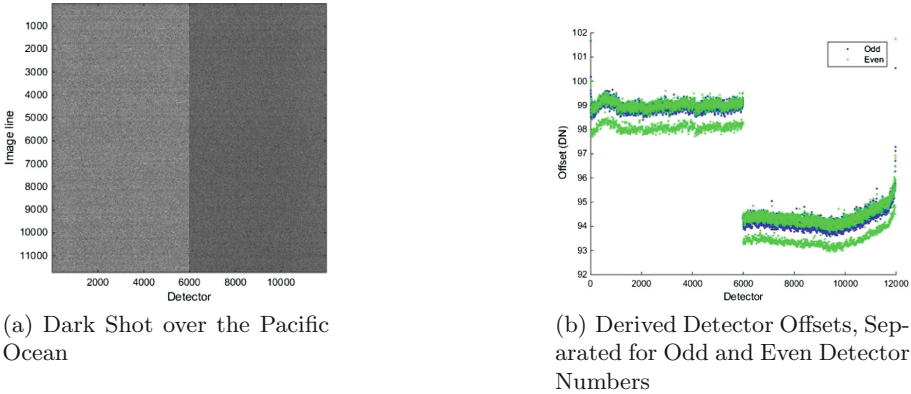 1000
2000
3000
4000
5000
6000
7000
8000
9000
10000
11000
Image line
2000 4000 6000 8000 10000
Detector
(a) Dark Shot over the Pacific
Ocean
102
101
100
99
98
97
96
95
94
93
92
Offset (DN)
Odd
Even
0 2000 4000 6000 8000 10000 12000
Detector
(b) Derived Detector Offsets, Sep-
arated for Odd and Even Detector
Numbers